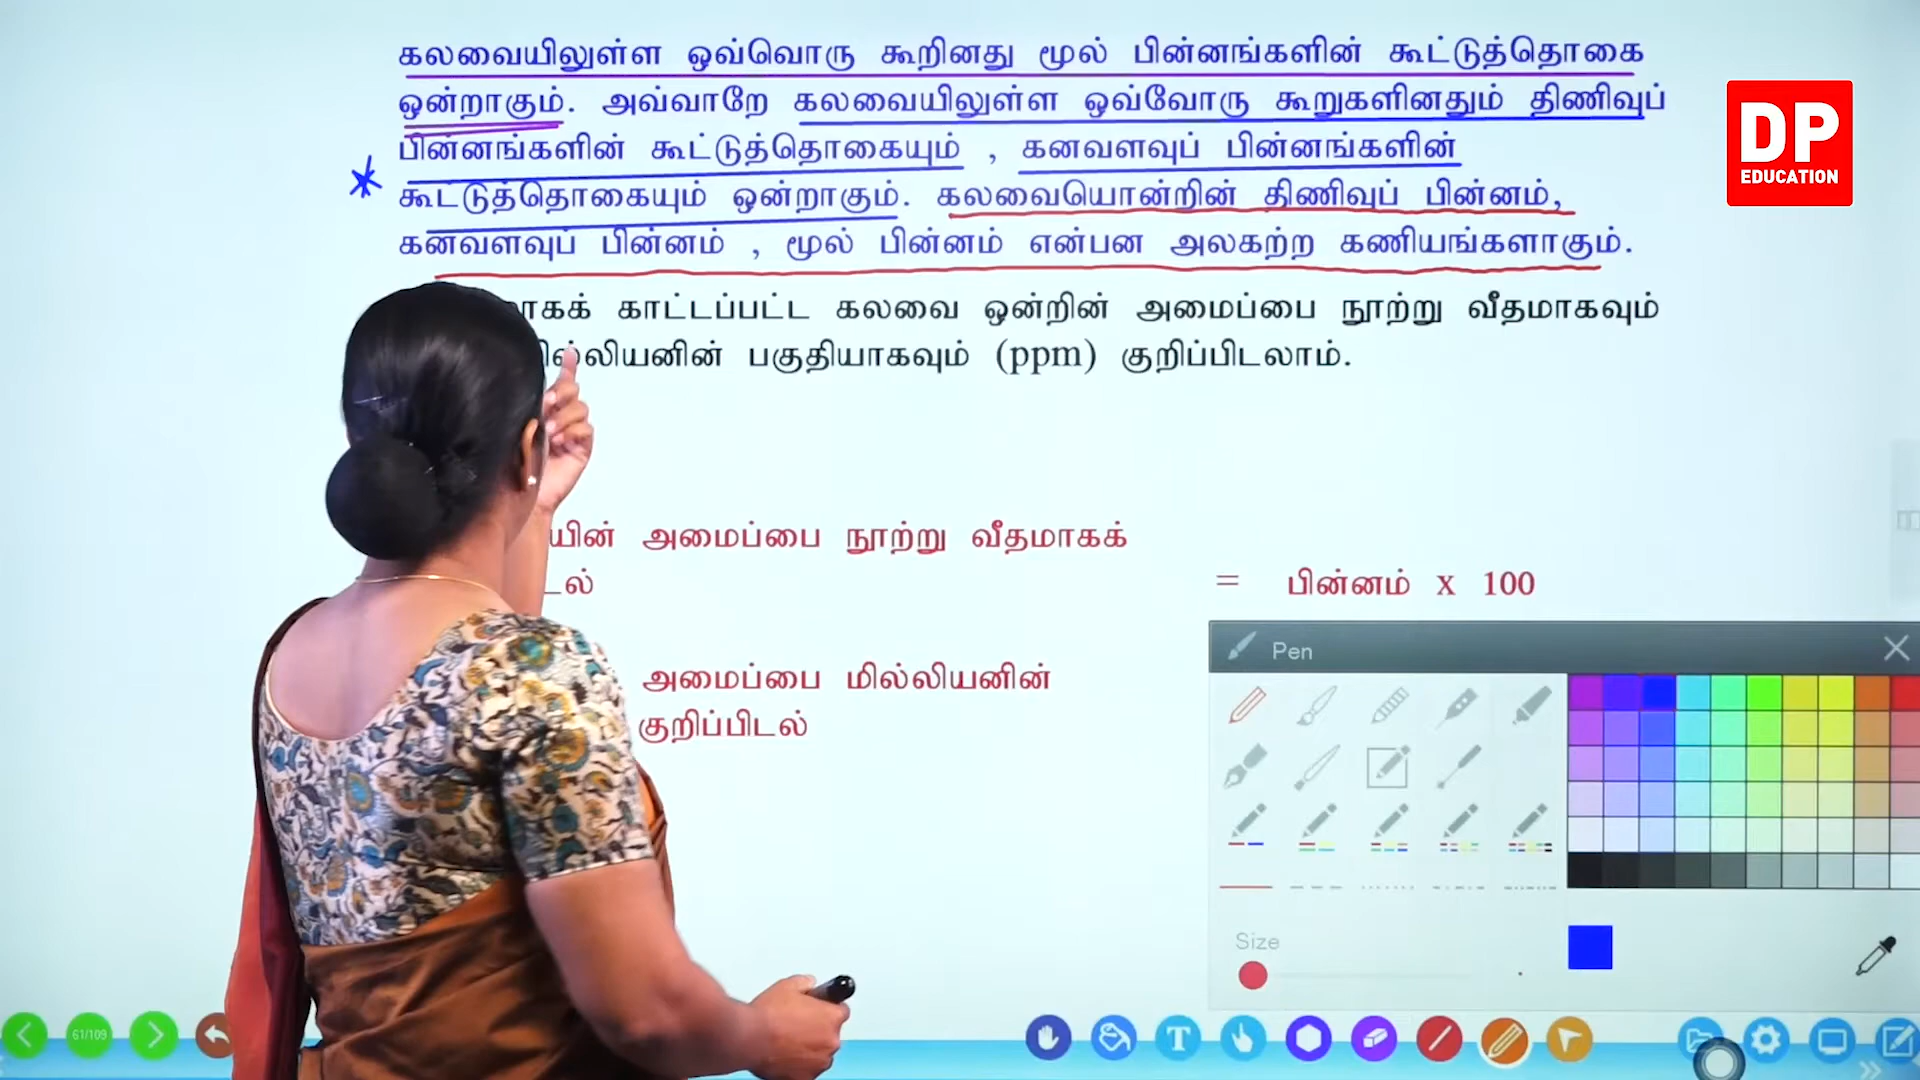 கலவையிலுள்ள ஒவ்வொரு கூறினது மூல் பின்னங்களின் கூட்டுத்தொகை
ஒன்றாகும். அவ்வாறே கலவையிலுள்ள ஒவ்வோரு கூறுகளினதும் திணிவுப்
பின்னங்களின் கூட்டுத்தொகையும் , கனவளவுப் பின்னங்களின்
கூட்டுத்தொகையும் ஒன்றாகும். கலவையொன்றின் திணிவுப் பின்னம்,
கனவளவுப் பின்னம் , மூல் பின்னம் என்பன அலகற்ற கணியங்களாகும்.
காட்டப்பட்ட கலவை ஒன்றின் அமைப்பை நூற்று வீதமாகவும்
பகுதியாகவும் (ppm) குறிப்பிடலாம்.
அமைப்பை நூற்று வீதமாகக்
= பின்னம் x 100
அமைப்பை மில்லியனின்
குறிப்பிடல்
DP
EDUCATION
Pen
Size
61/109